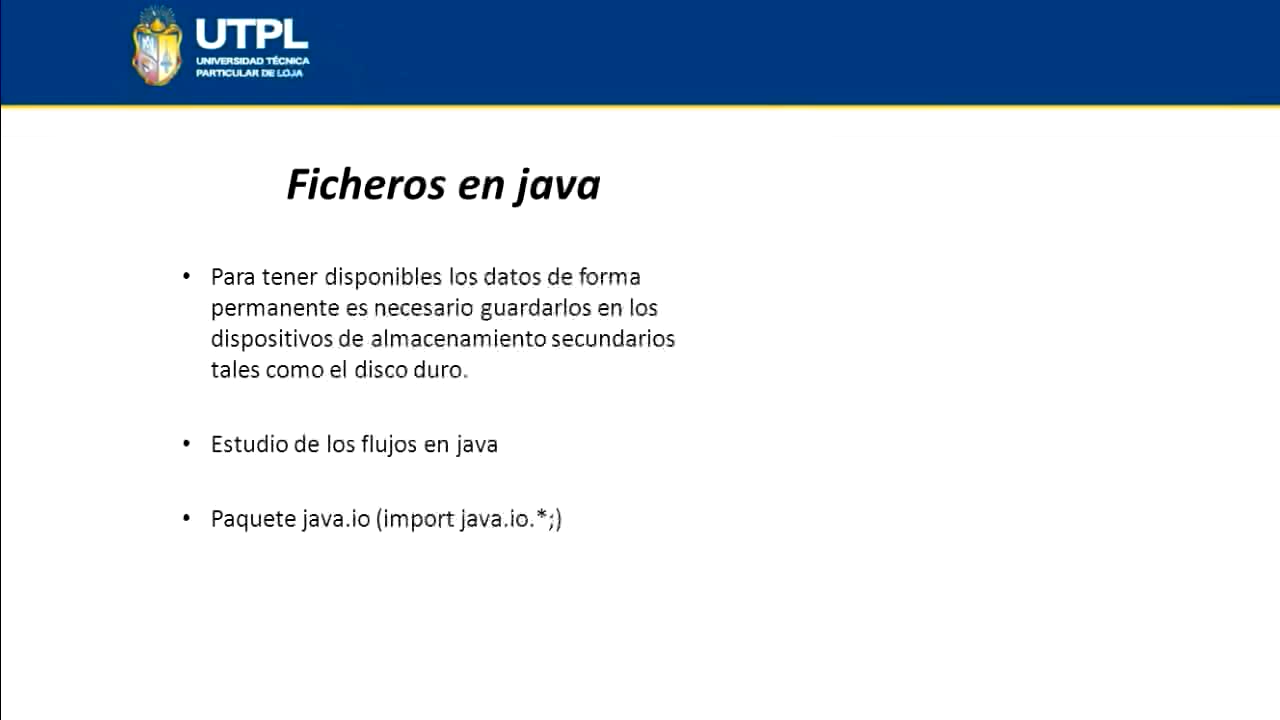 UTPL
UNIVERSIDAD TÉCNICA
PARTICULAR DE LOJA
Ficheros en java
• Para tener disponibles los datos de forma
permanente es necesario guardarlos en los
dispositivos de almacenamiento secundarios
tales como el disco duro.
• Estudio de los flujos en java
• Paquete java.io (import java.io.*;)